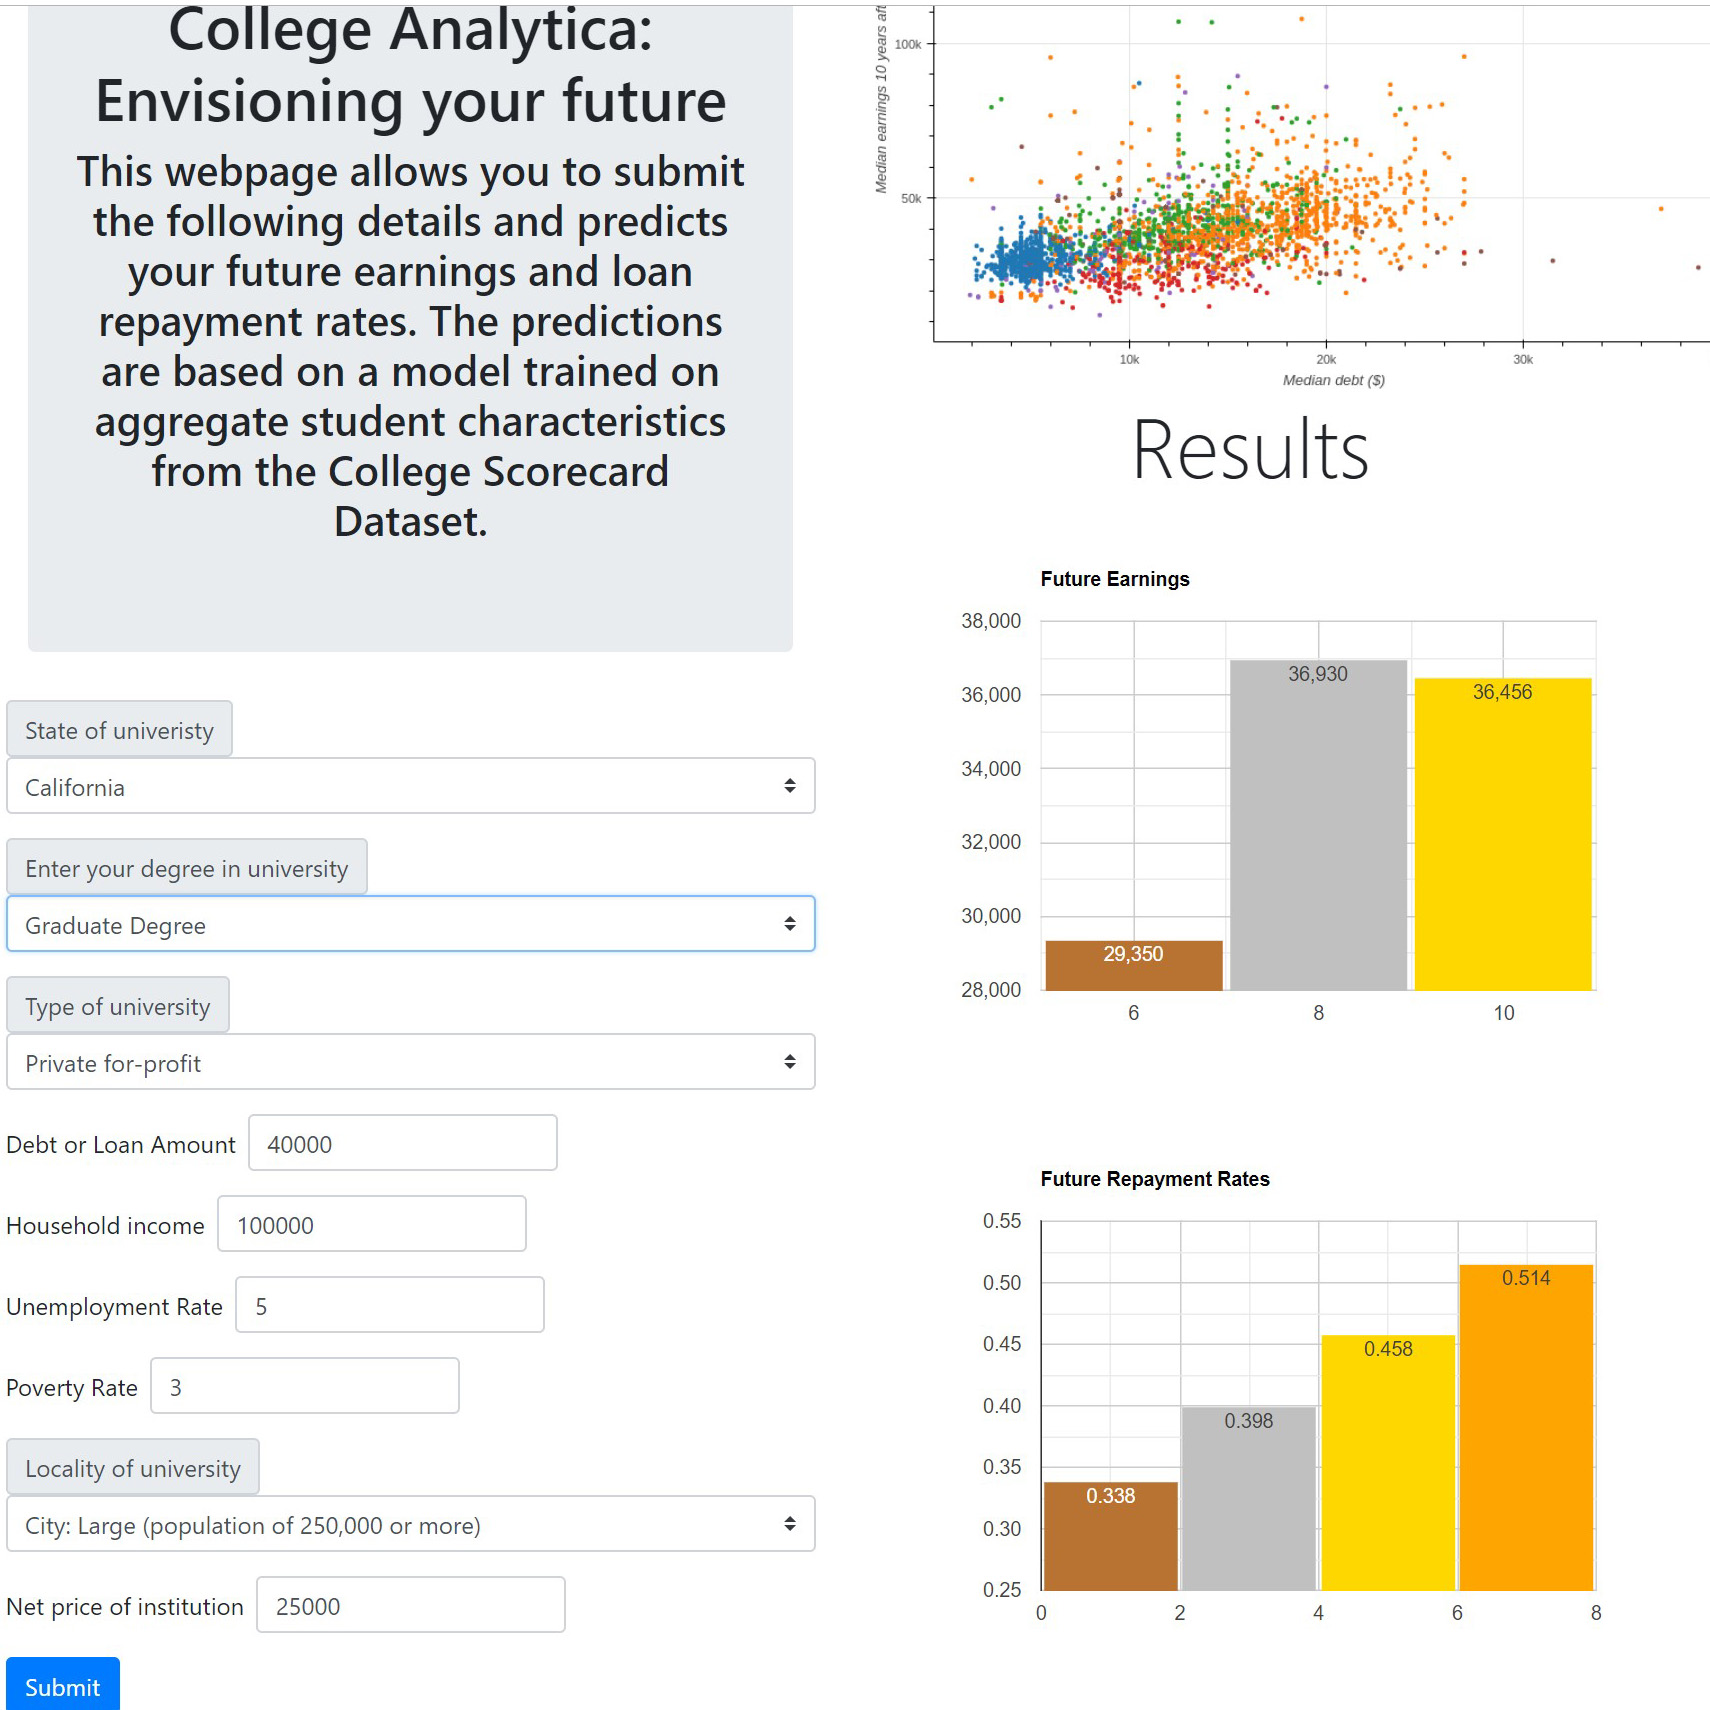 College Analytica:
Envisioning your future
This webpage allows you to submit
the following details and predicts
your future earnings and loan
repayment rates. The predictions
are based on a model trained on
aggregate student characteristics
from the College Scorecard
Dataset.
State of univeristy
California
Enter your degree in university
Graduate Degree
Type of university
Private for-profit
Debt or Loan Amount 40000
Household income 100000
Unemployment Rate 5
Poverty Rate 3
Locality of university
City: Large (population of 250,000 or more)
Net price of institution 25000
Submit
Median earnings 10 years
100k
50k
10k 20k 30k
Median debt ($)
Results
Future Earnings
38,000
36,000
34,000
32,000
30,000
28,000
29,350
36,930
36,456
6 8 10
Future Repayment Rates
0.55
0.50
0.45
0.40
0.35
0.30
0.25
0.338
0.398
0.458
0.514
0 2 4 6 8